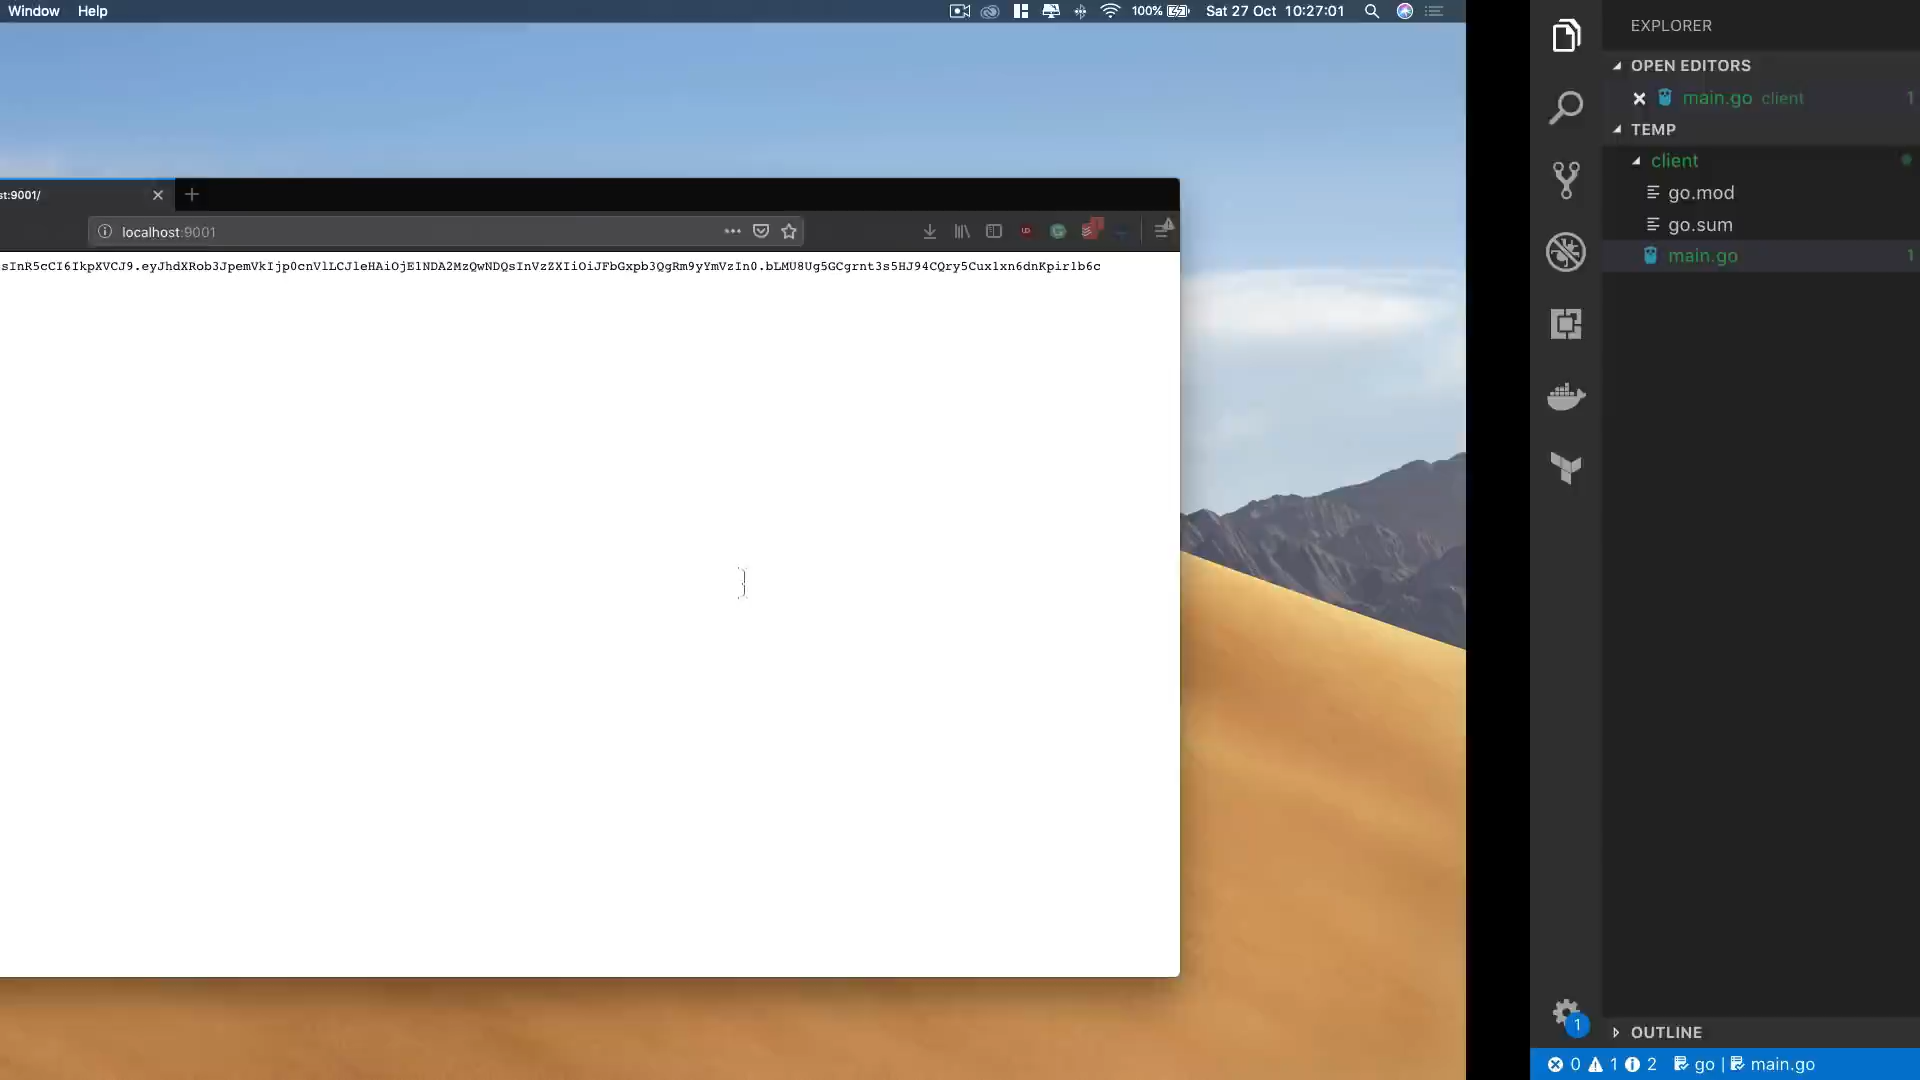 Window Help 100% Sat 27 Oct 10:27:01
EXPLORER
OPEN EDITORS
main.go client 1
TEMP
client
go.mod
go.sum
main.go 1
st:9001/
localhost:9001
sInR5cCI6IkpXVCJ9.eyJhdXRob3JpemVkIjp0cnVlLCJleHAiOjE1NDA2MzQwNDQsInVzZXIiOiJFbGxpb3QgRm9yYmVzIn0.bLMU8Ug5GCgrnt3s5HJ94CQry5Cuxlxn6dnKpir1b6c
1
OUTLINE
0 1 2 go | main.go